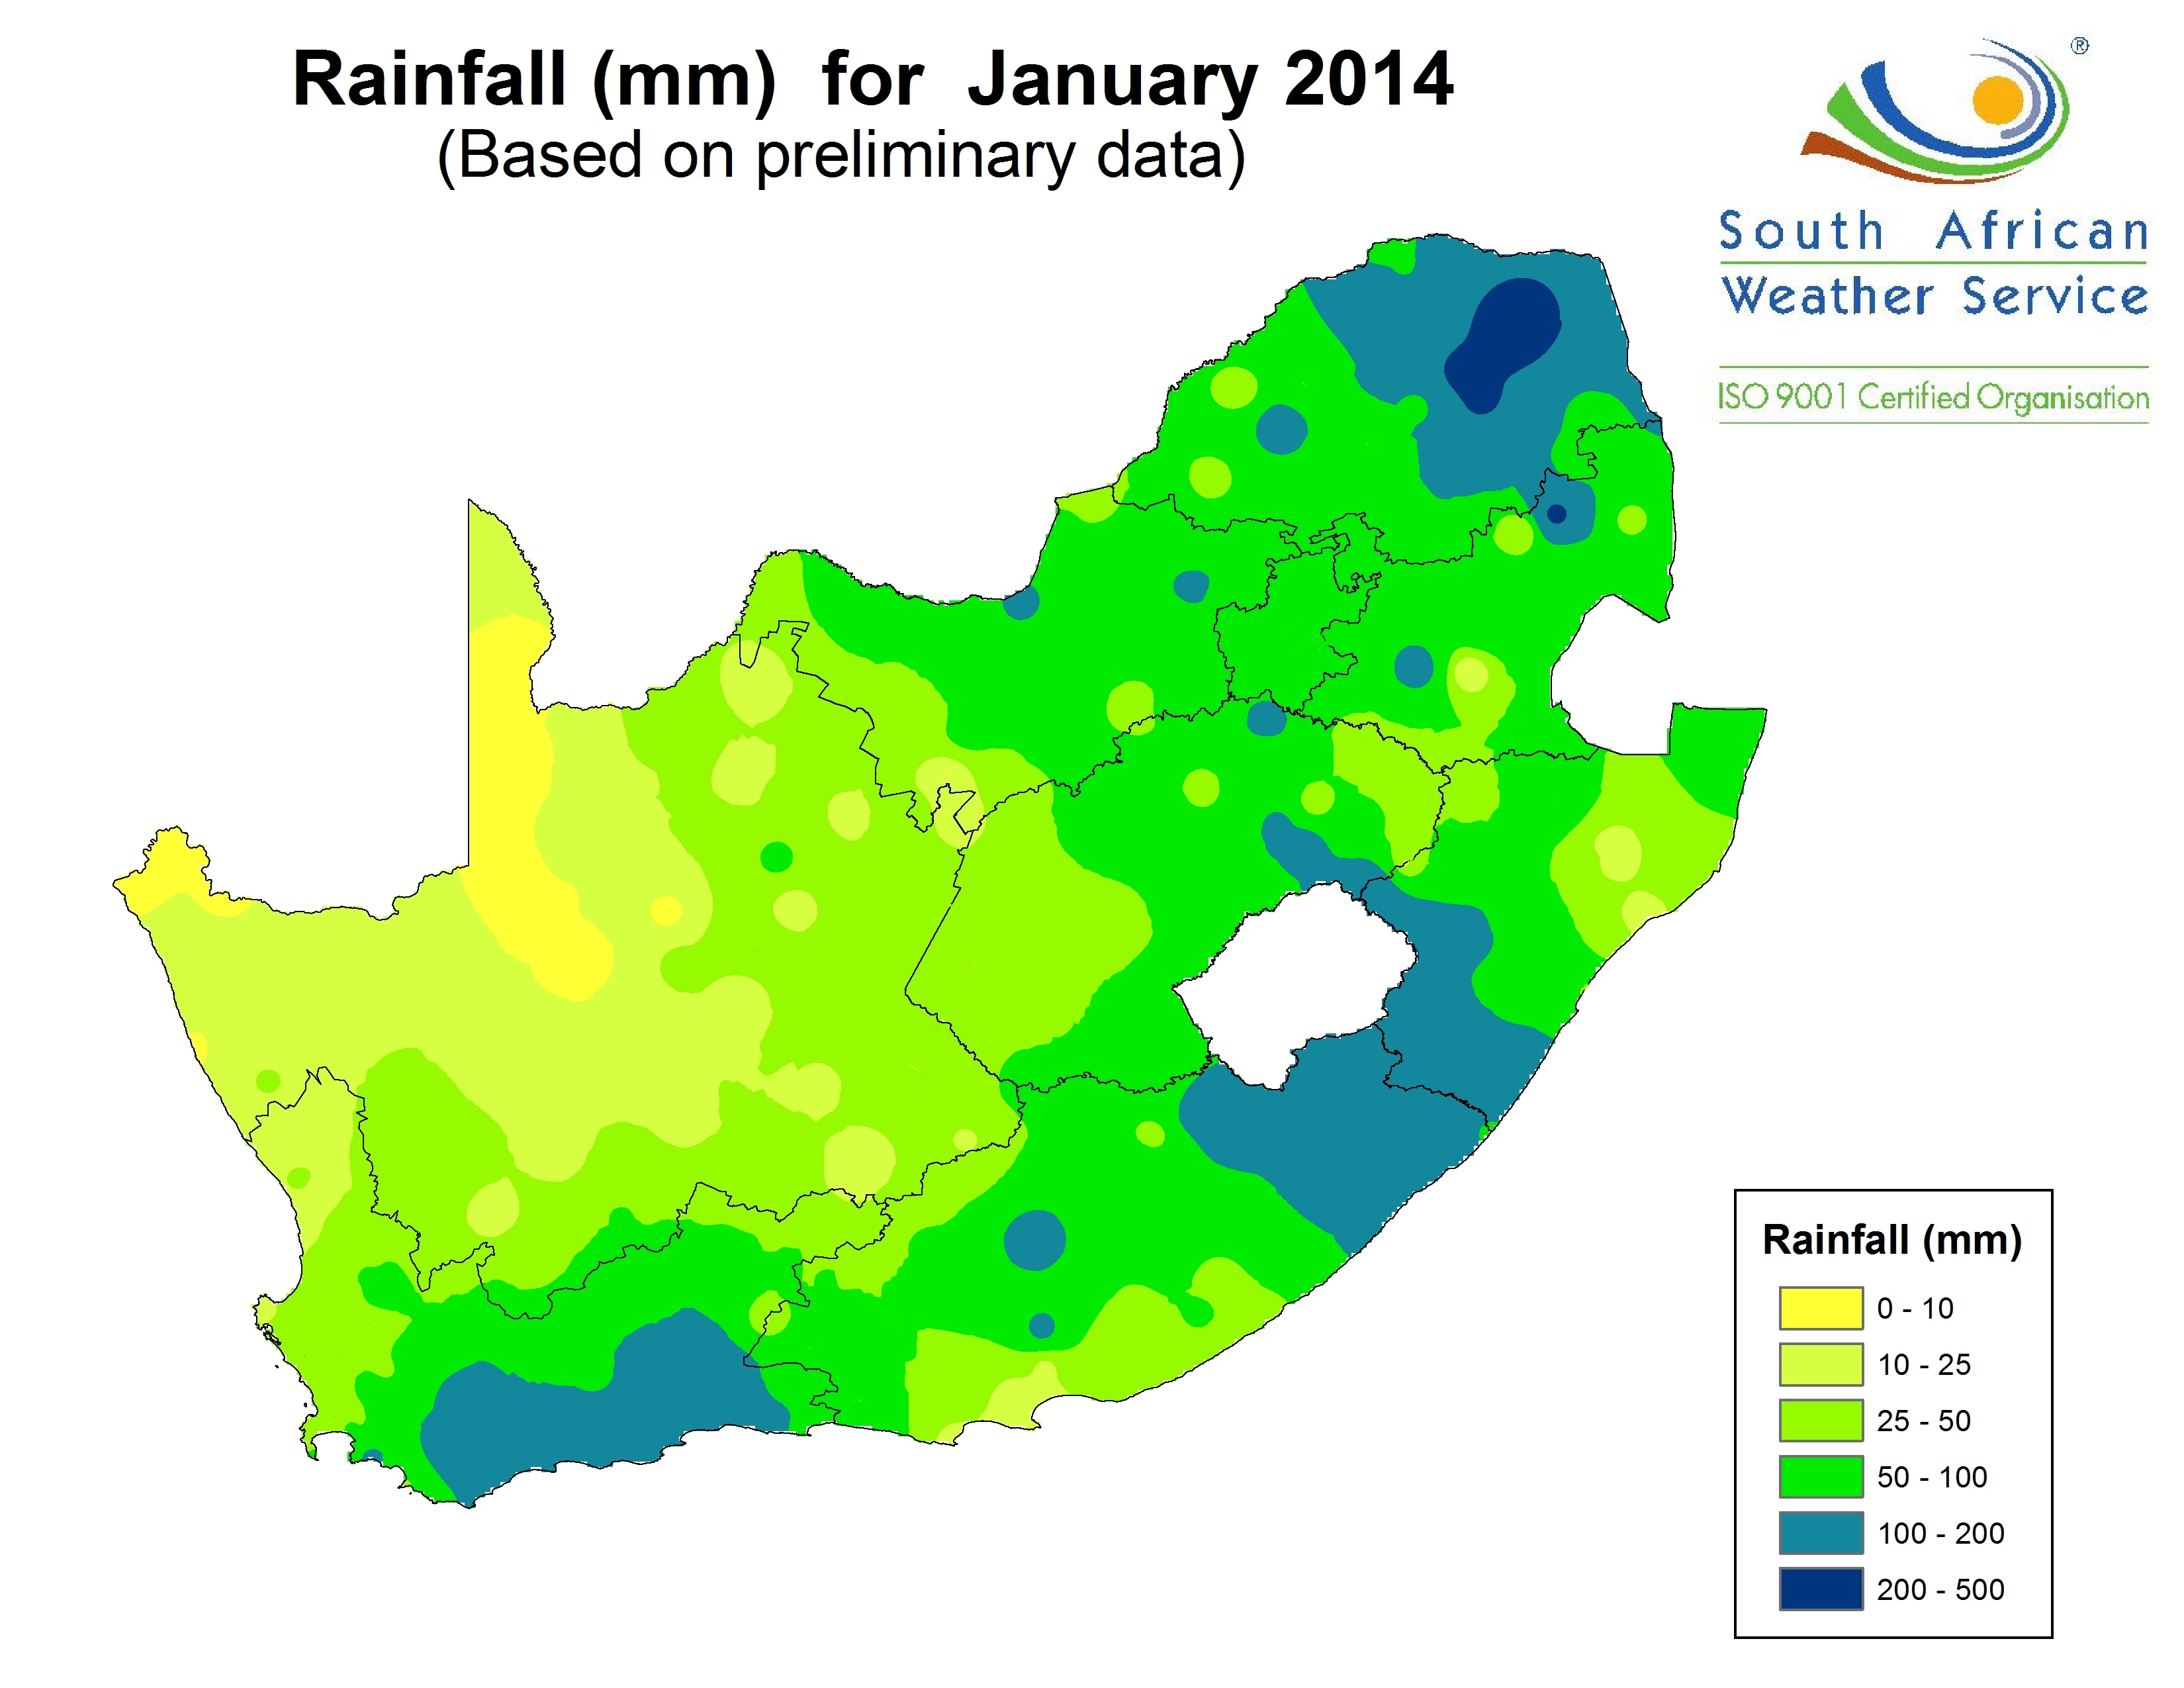 Rainfall (mm) for January 2014
(Based on preliminary data)
®
South African
Weather Service
ISO 9001 Certified Organisation
Rainfall (mm)
0 - 10
10 - 25
25 - 50
50 - 100
100 - 200
200 - 500